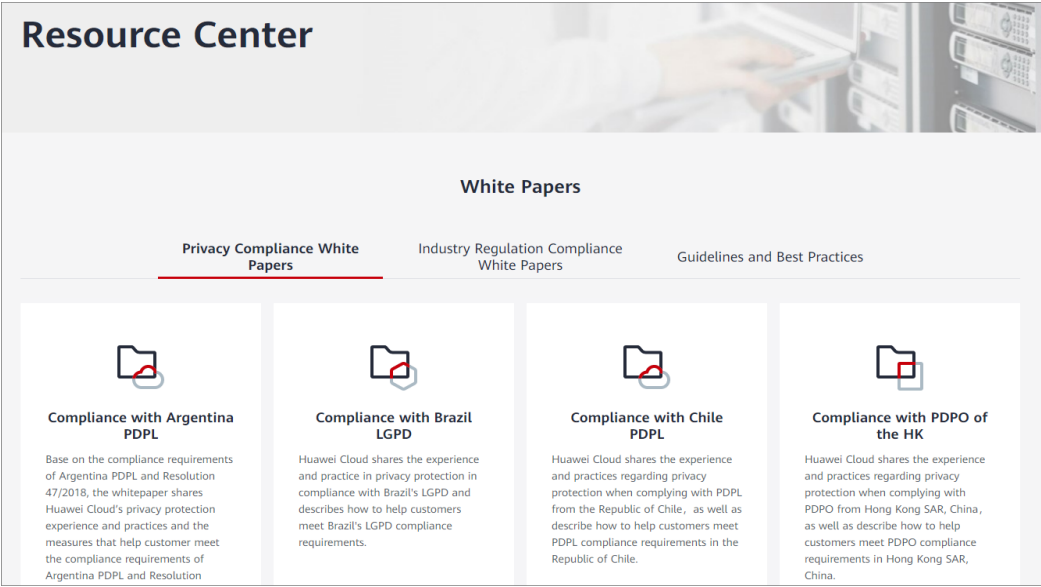 Resource Center
White Papers
Privacy Compliance White
Papers
Industry Regulation Compliance
White Papers
Guidelines and Best Practices
Compliance with Argentina
PDPL
Base on the compliance requirements
of Argentina PDPL and Resolution
47/2018, the whitepaper shares
Huawei Cloud's privacy protection
experience and practices and the
measures that help customer meet
the compliance requirements of
Argentina PDPL and Resolution
Compliance with Brazil
LGPD
Huawei Cloud shares the experience
and practice in privacy protection in
compliance with Brazil's LGPD and
describes how to help customers
meet Brazil's LGPD compliance
requirements.
Compliance with Chile
PDPL
Huawei Cloud shares the experience
and practices regarding privacy
protection when complying with PDPL
from the Republic of Chile，as well as
describe how to help customers meet
PDPL compliance requirements in the
Republic of Chile.
Compliance with PDPO of
the HK
Huawei Cloud shares the experience
and practices regarding privacy
protection when complying with
PDPO from Hong Kong SAR, China，
as well as describe how to help
customers meet PDPO compliance
requirements in Hong Kong SAR,
China.